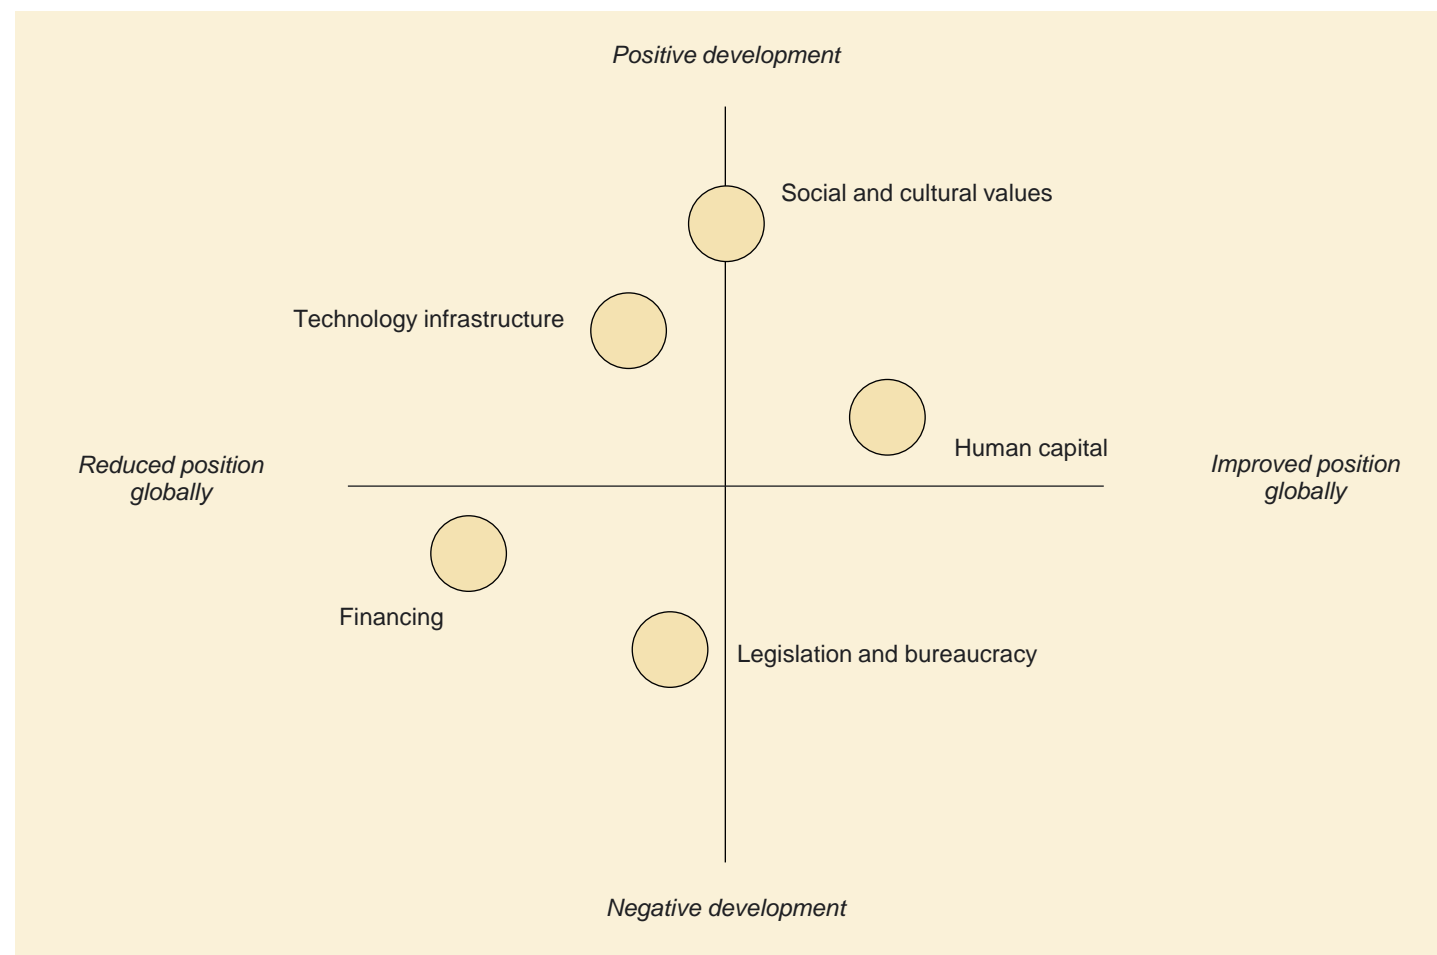 Positive development
Social and cultural values
Technology infrastructure
Human capital
Reduced position
globally
Improved position
globally
Financing
Legislation and bureaucracy
Negative development